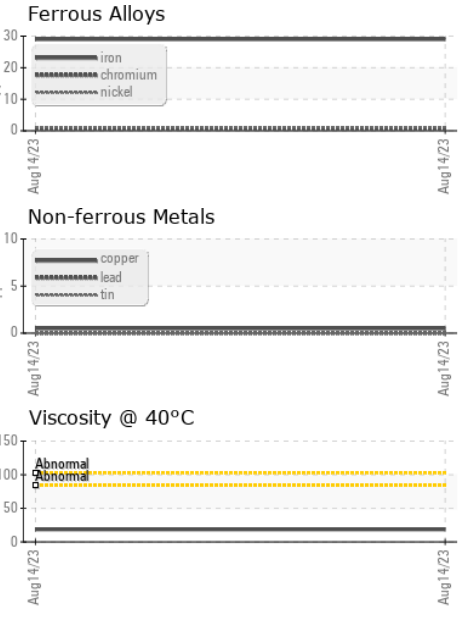 Ferrous Alloys
30
iron
20
chromium
nickel
10
0
Aug14/23
Aug14/23
Non-ferrous Metals
10
copper
5
lead
tin
0
Aug14/23
Aug14/23
Viscosity @ 40°C
150
Abnormal
100
Abnormal
50
0
Aug14/23
Aug14/23